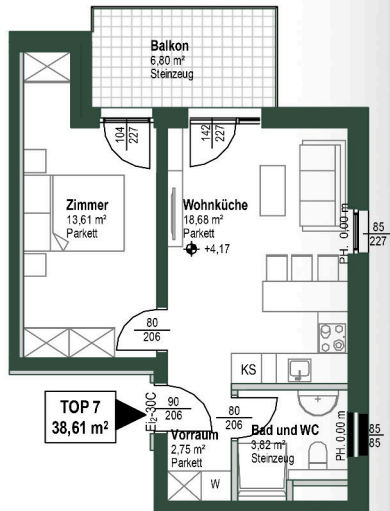 Balkon
6,80 m²
Steinzeug
104
227
142
227
Zimmer
13,61 m²
Parkett
Wohnküche
18,68 m²
Parkett
+4,17
PH. 0,00 m
85
227
80
206
KS
TOP 7
38,61 m²
EI₂-30C
90
206
80
206
Vorraum
2,75 m²
Parkett
W
Bad und WC
3,82 m²
Steinzeug
PH. 0,00 m
85
85